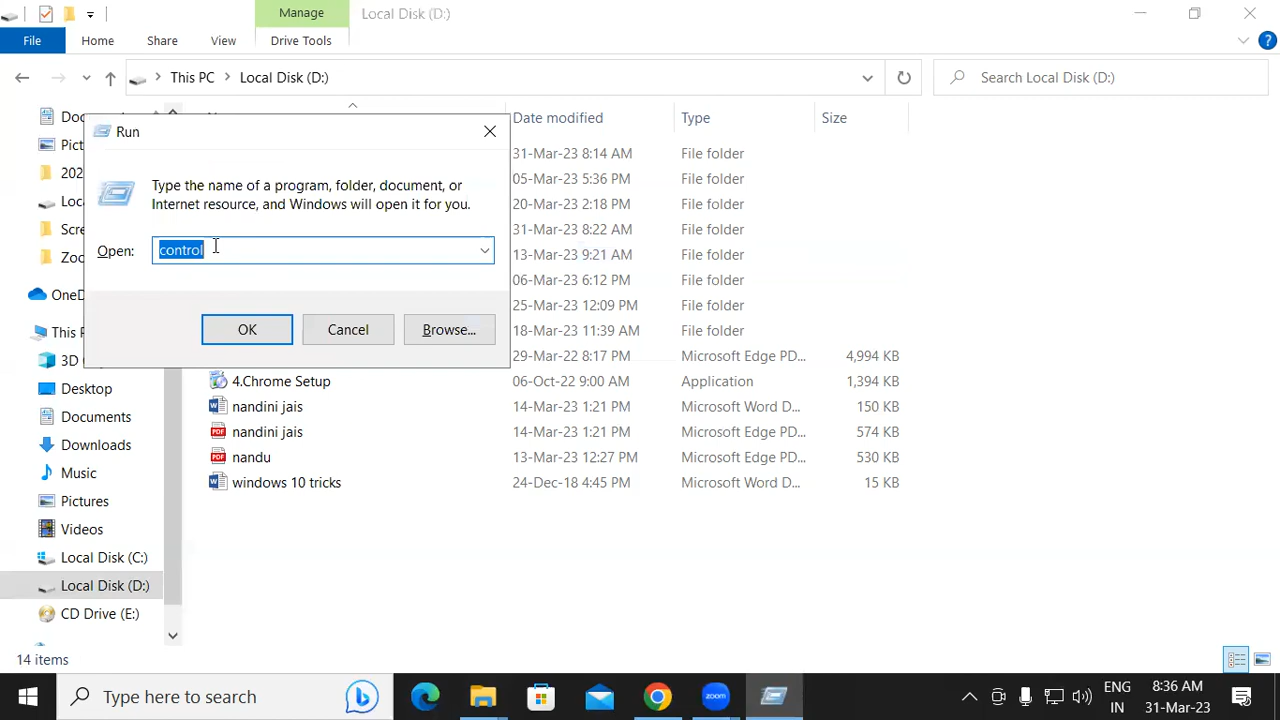 Manage
Local Disk (D:)
File
Home
Share
View
Drive Tools
This PC
Local Disk (D:)
Search Local Disk (D:)
Date modified
Type
Size
Run
Type the name of a program, folder, document, or
Internet resource, and Windows will open it for you.
Open:
control
OK
Cancel
Browse...
31-Mar-23 8:14 AM File folder
05-Mar-23 5:36 PM File folder
20-Mar-23 2:18 PM File folder
31-Mar-23 8:22 AM File folder
13-Mar-23 9:21 AM File folder
06-Mar-23 6:12 PM File folder
25-Mar-23 12:09 PM File folder
18-Mar-23 11:39 AM File folder
29-Mar-22 8:17 PM Microsoft Edge PD... 4,994 KB
4.Chrome Setup 06-Oct-22 9:00 AM Application 1,394 KB
nandini jais 14-Mar-23 1:21 PM Microsoft Word D... 150 KB
nandini jais 14-Mar-23 1:21 PM Microsoft Edge PD... 574 KB
nandu 13-Mar-23 12:27 PM Microsoft Edge PD... 530 KB
windows 10 tricks 24-Dec-18 4:45 PM Microsoft Word D... 15 KB
Doc
Pict
202
Loc
Scre
Zoo
OneD
This P
3D
Desktop
Documents
Downloads
Music
Pictures
Videos
Local Disk (C:)
Local Disk (D:)
CD Drive (E:)
14 items
Type here to search
zoom
ENG
IN
8:36 AM
31-Mar-23